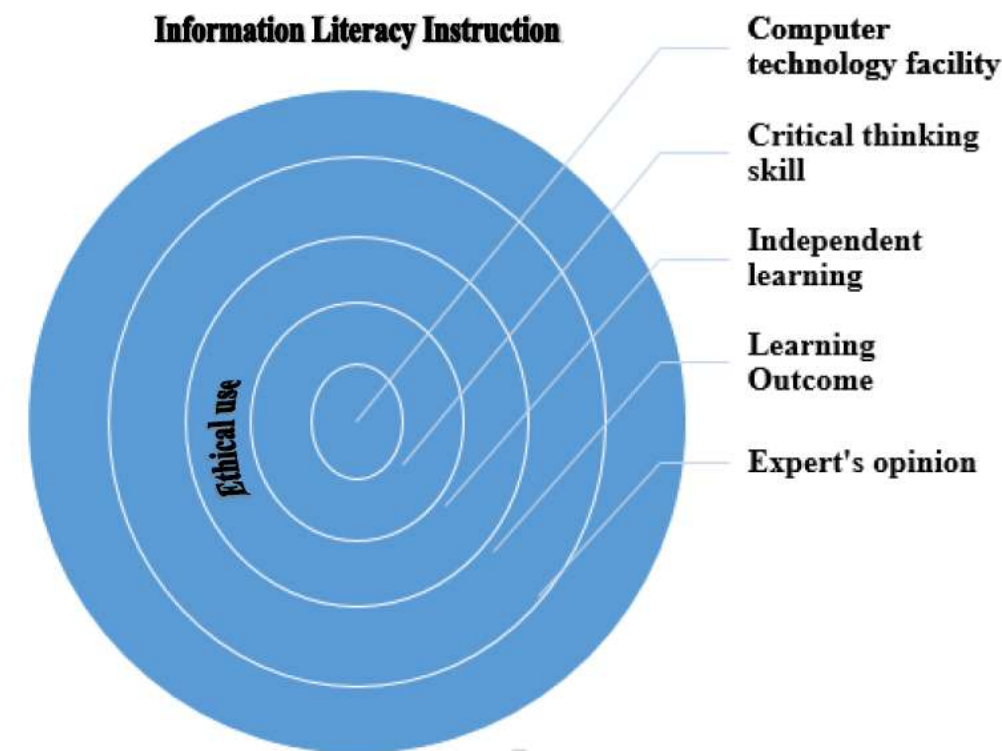 Information Literacy Instruction
Computer
technology facility
Critical thinking
skill
Independent
learning
Learning
Outcome
Expert's opinion
Ethical use